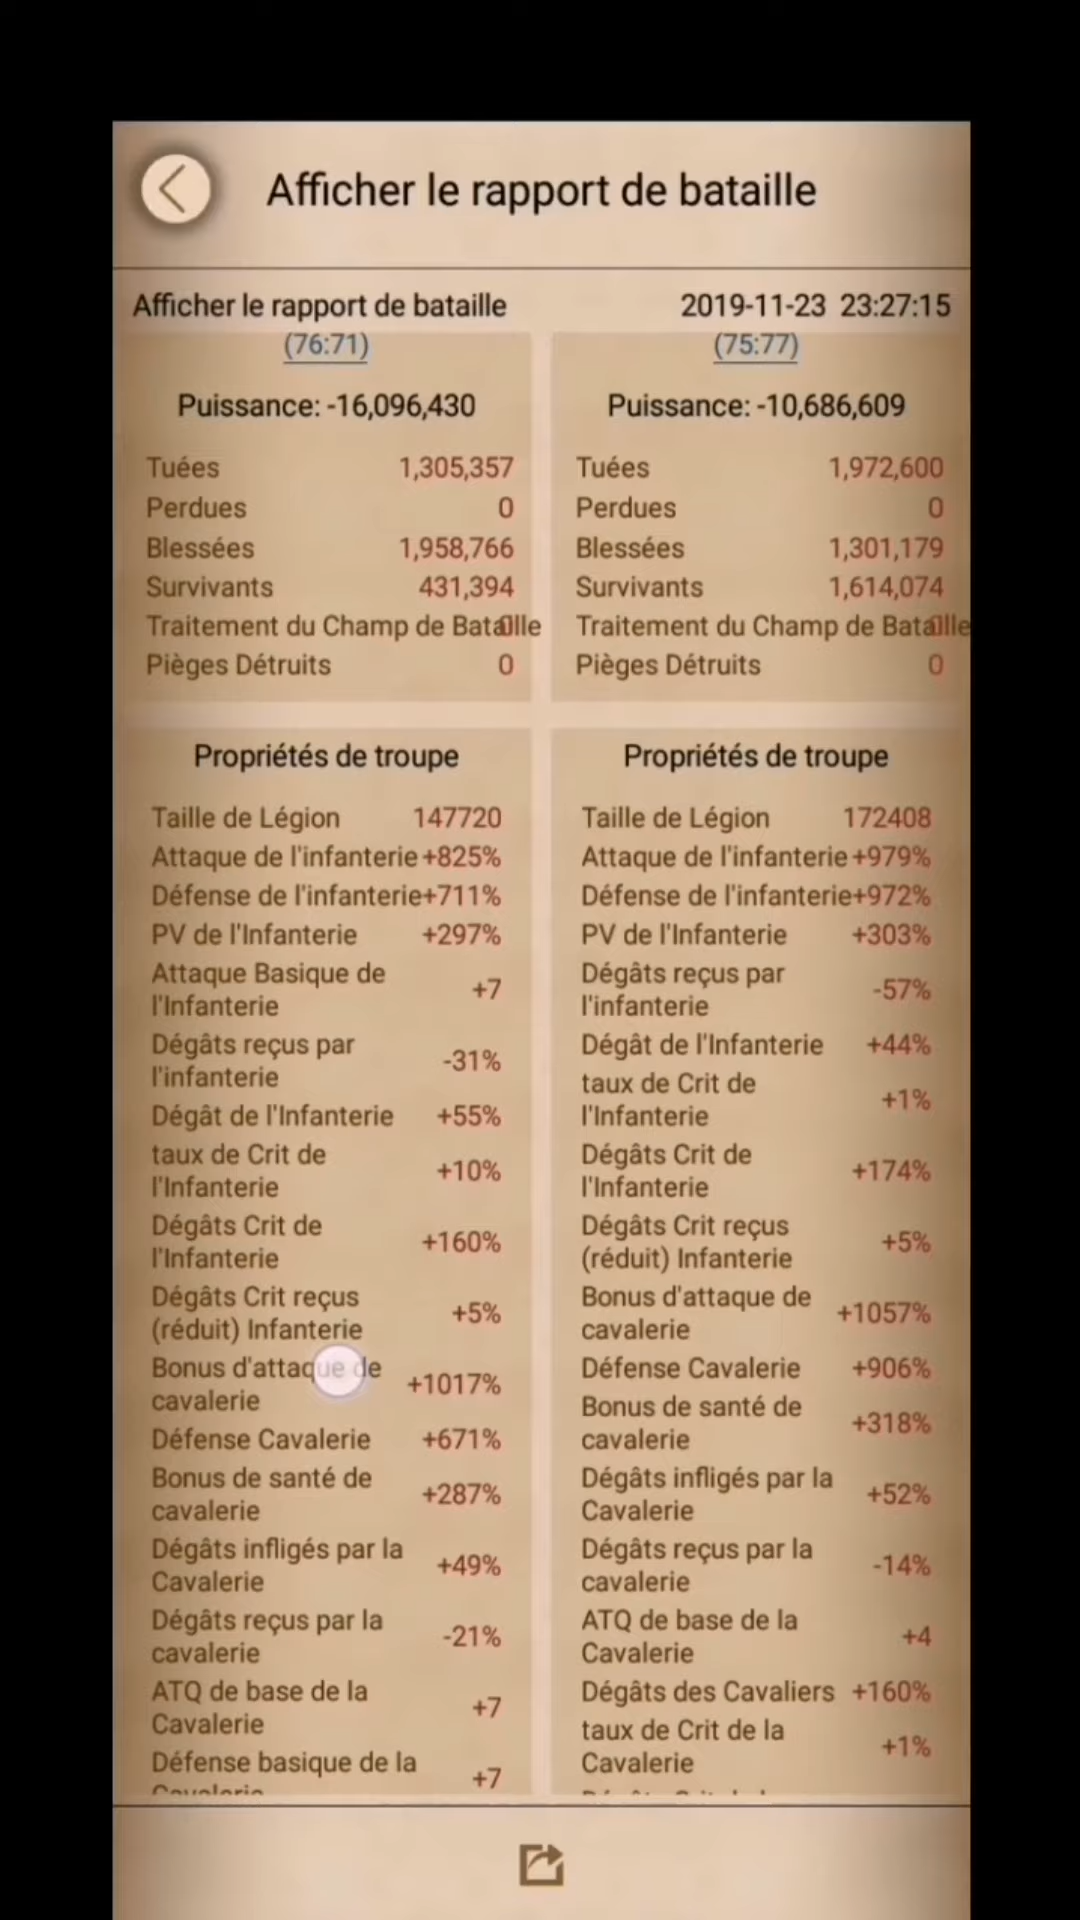 Afficher le rapport de bataille
Afficher le rapport de bataille 2019-11-23 23:27:15
(76:71)
Puissance: -16,096,430
Tuées 1,305,357
Perdues 0
Blessées 1,958,766
Survivants 431,394
Traitement du Champ de Bataille 0
Pièges Détruits 0
Propriétés de troupe
Taille de Légion 147720
Attaque de l'infanterie +825%
Défense de l'infanterie +711%
PV de l'Infanterie +297%
Attaque Basique de
l'Infanterie +7
Dégâts reçus par
l'infanterie -31%
Dégât de l'Infanterie +55%
taux de Crit de
l'Infanterie +10%
Dégâts Crit de
l'Infanterie +160%
Dégâts Crit reçus
(réduit) Infanterie +5%
Bonus d'attaque de
cavalerie +1017%
Défense Cavalerie +671%
Bonus de santé de
cavalerie +287%
Dégâts infligés par la
Cavalerie +49%
Dégâts reçus par la
cavalerie -21%
ATQ de base de la
Cavalerie +7
Défense basique de la
Cavalerie +7
(75:77)
Puissance: -10,686,609
Tuées 1,972,600
Perdues 0
Blessées 1,301,179
Survivants 1,614,074
Traitement du Champ de Bataille 0
Pièges Détruits 0
Propriétés de troupe
Taille de Légion 172408
Attaque de l'infanterie +979%
Défense de l'infanterie +972%
PV de l'Infanterie +303%
Dégâts reçus par
l'infanterie -57%
Dégât de l'Infanterie +44%
taux de Crit de
l'Infanterie +1%
Dégâts Crit de
l'Infanterie +174%
Dégâts Crit reçus
(réduit) Infanterie +5%
Bonus d'attaque de
cavalerie +1057%
Défense Cavalerie +906%
Bonus de santé de
cavalerie +318%
Dégâts infligés par la
Cavalerie +52%
Dégâts reçus par la
cavalerie -14%
ATQ de base de la
Cavalerie +4
Dégâts des Cavaliers +160%
taux de Crit de la
Cavalerie +1%